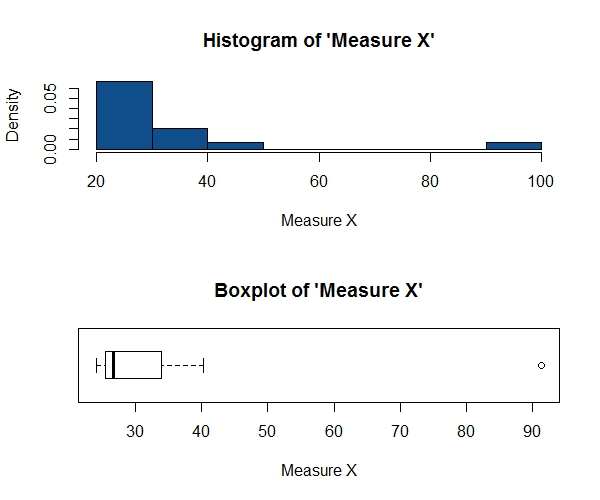 Histogram of 'Measure X'
Density
0.05
0.00
20 40 60 80 100
Measure X
Boxplot of 'Measure X'
30 40 50 60 70 80 90
Measure X